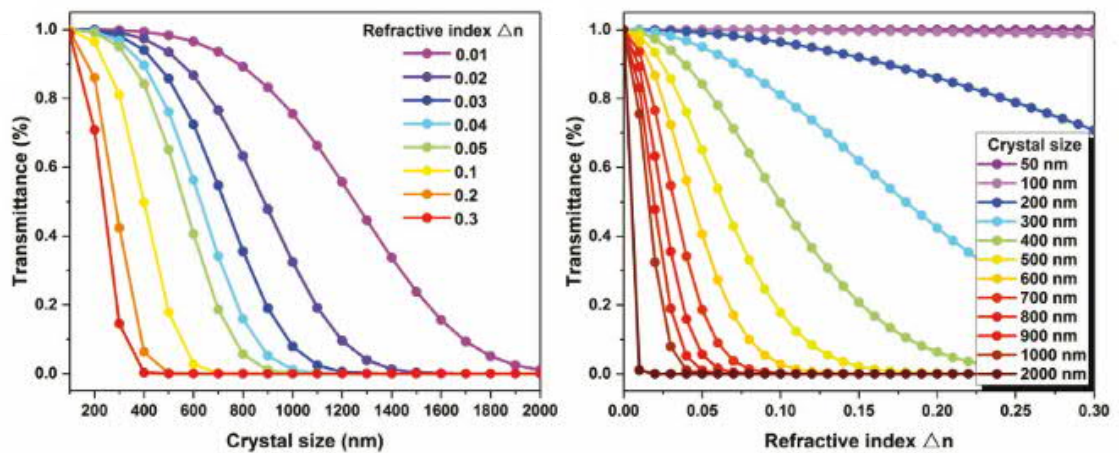 Transmittance (%)
1.0
0.8
0.6
0.4
0.2
0.0
Refractive index △n
0.01
0.02
0.03
0.04
0.05
0.1
0.2
0.3
200 400 600 800 1000 1200 1400 1600 1800 2000
Crystal size (nm)
Transmittance (%)
1.0
0.8
0.6
0.4
0.2
0.0
Crystal size
50 nm
100 nm
200 nm
300 nm
400 nm
500 nm
600 nm
700 nm
800 nm
900 nm
1000 nm
2000 nm
0.00 0.05 0.10 0.15 0.20 0.25 0.30
Refractive index △n